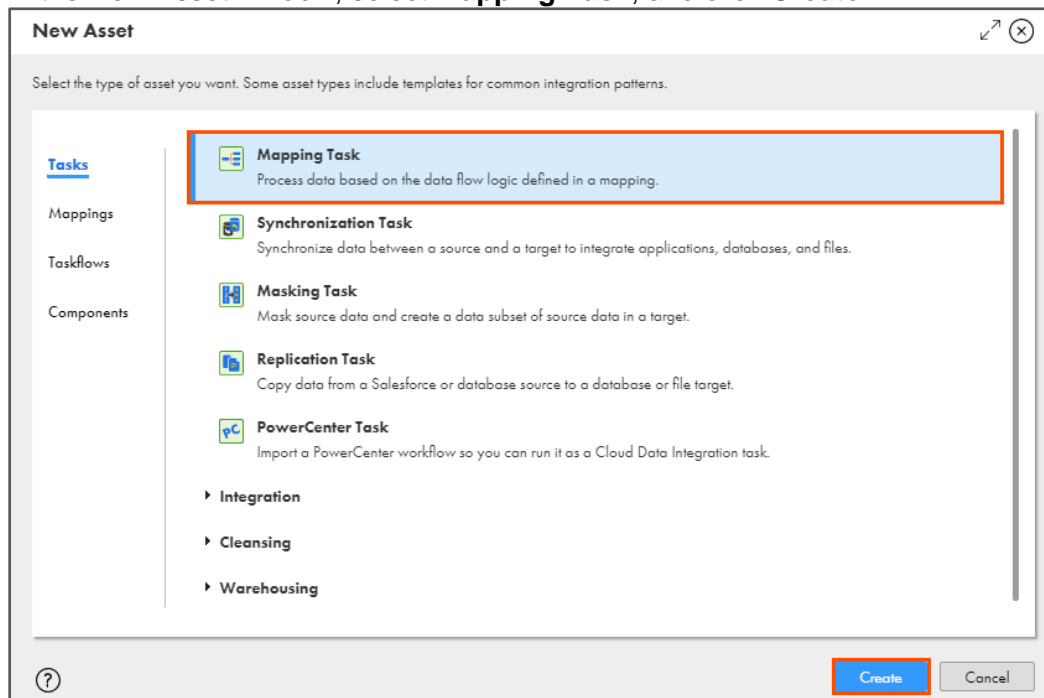 New Asset
Select the type of asset you want. Some asset types include templates for common integration patterns.
Tasks
Mappings
Taskflows
Components
Mapping Task
Process data based on the data flow logic defined in a mapping.
Synchronization Task
Synchronize data between a source and a target to integrate applications, databases, and files.
Masking Task
Mask source data and create a data subset of source data in a target.
Replication Task
Copy data from a Salesforce or database source to a database or file target.
PC PowerCenter Task
Import a PowerCenter workflow so you can run it as a Cloud Data Integration task.
Integration
Cleansing
Warehousing
? Create Cancel